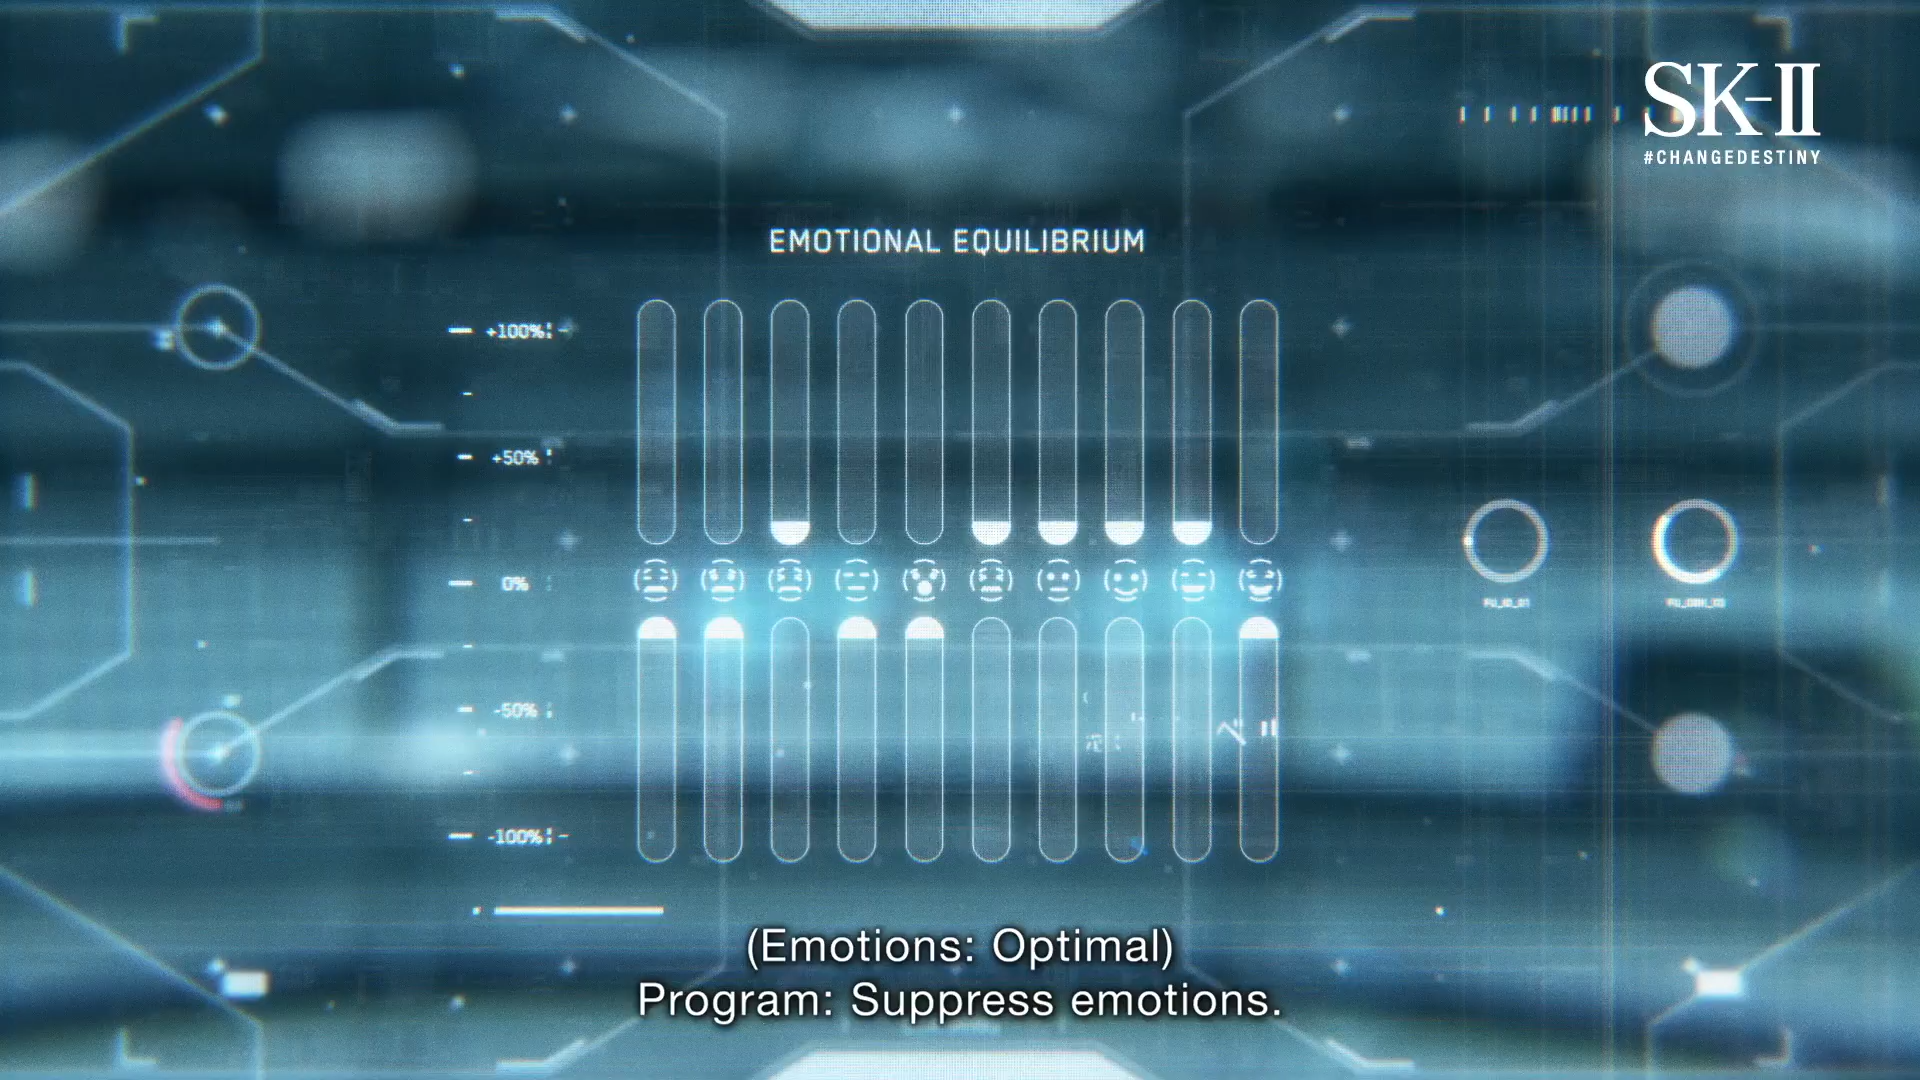 SK-II
#CHANGEDESTINY
EMOTIONAL EQUILIBRIUM
+100%
+50%
0%
-50%
-100%
(Emotions: Optimal)
Program: Suppress emotions.